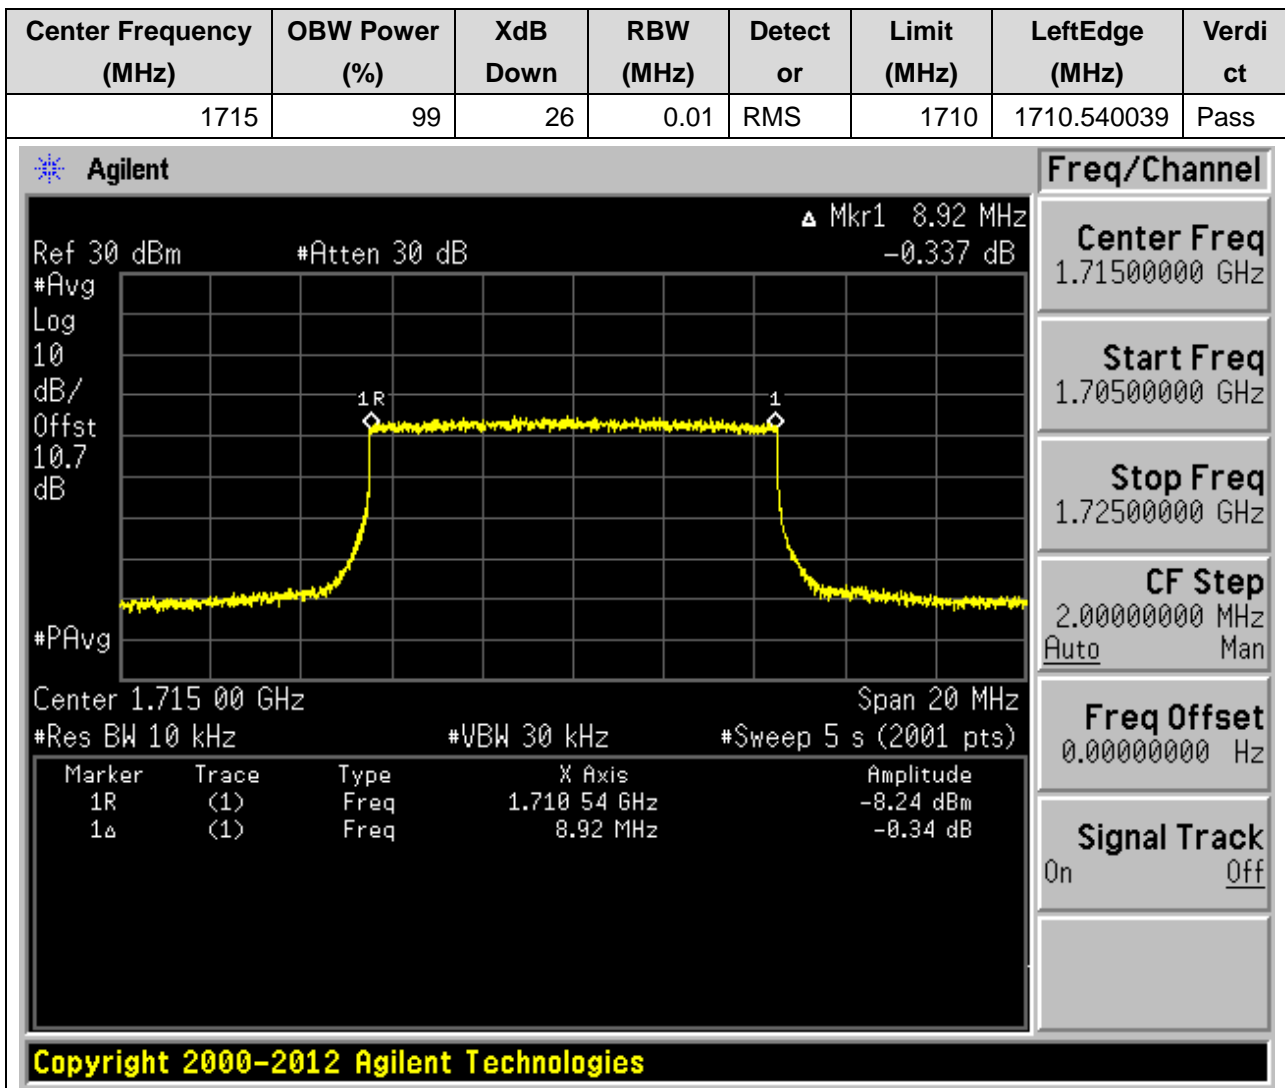 Center Frequency (MHz) OBW Power (%) XdB Down RBW (MHz) Detect or Limit (MHz) LeftEdge (MHz) Verdi ct
1715 99 26 0.01 RMS 1710 1710.540039 Pass
Agilent
Freq/Channel
Δ Mkr1 8.92 MHz
Ref 30 dBm #Atten 30 dB -0.337 dB
#Avg
Log
10
dB/
Offst
10.7
dB
#PAvg
1R
1
Center 1.715 00 GHz Span 20 MHz
#Res BW 10 kHz #VBW 30 kHz #Sweep 5 s (2001 pts)
Marker Trace Type X Axis Amplitude
1R (1) Freq 1.710 54 GHz -8.24 dBm
1Δ (1) Freq 8.92 MHz -0.34 dB
Center Freq
1.71500000 GHz
Start Freq
1.70500000 GHz
Stop Freq
1.72500000 GHz
CF Step
2.00000000 MHz
Auto Man
Freq Offset
0.00000000 Hz
Signal Track
On Off
Copyright 2000-2012 Agilent Technologies